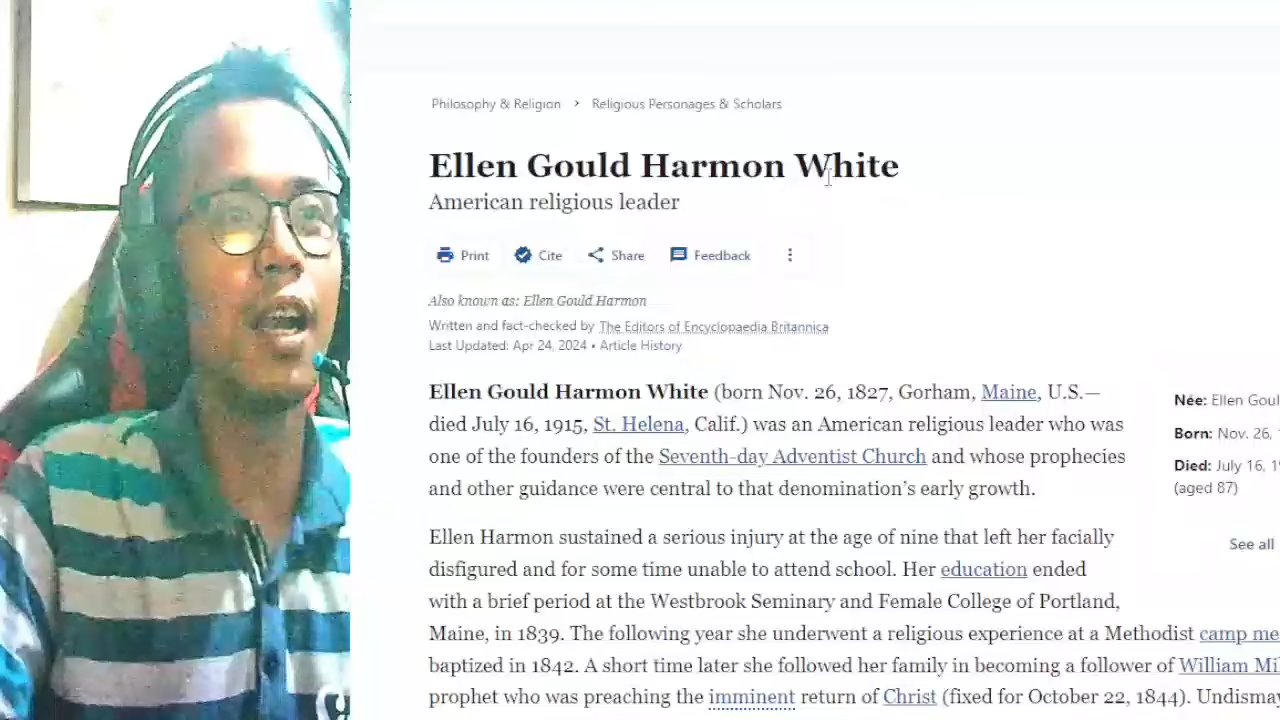 Philosophy & Religion > Religious Personages & Scholars
Ellen Gould Harmon White
American religious leader
Print Cite Share Feedback
Also known as: Ellen Gould Harmon
Written and fact-checked by The Editors of Encyclopaedia Britannica
Last Updated: Apr 24, 2024 • Article History
Ellen Gould Harmon White (born Nov. 26, 1827, Gorham, Maine, U.S.—
died July 16, 1915, St. Helena, Calif.) was an American religious leader who was
one of the founders of the Seventh-day Adventist Church and whose prophecies
and other guidance were central to that denomination's early growth.
Née: Ellen Goul
Born: Nov. 26,
Died: July 16, 1
(aged 87)
See all
Ellen Harmon sustained a serious injury at the age of nine that left her facially
disfigured and for some time unable to attend school. Her education ended
with a brief period at the Westbrook Seminary and Female College of Portland,
Maine, in 1839. The following year she underwent a religious experience at a Methodist camp me
baptized in 1842. A short time later she followed her family in becoming a follower of William Mil
prophet who was preaching the imminent return of Christ (fixed for October 22, 1844). Undismay